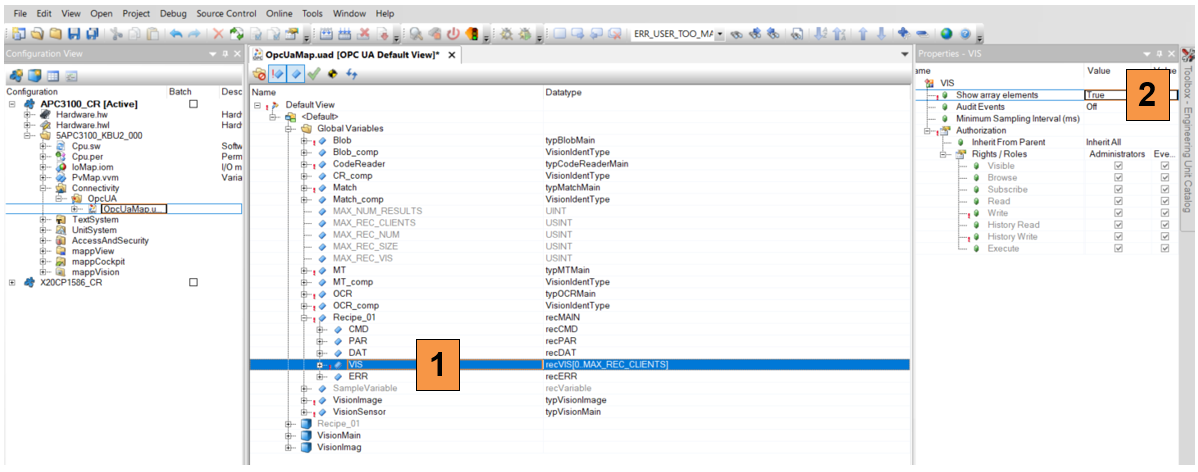 File Edit View Open Project Debug Source Control Online Tools Window Help
ERR_USER_TOO_MA
Configuration View
Configuration Batch Desc
APC3100_CR [Active]
Hardware.hw Hard
Hardware.hwl Hard
5APC3100_KBU2_000
Cpu.sw Softw
Cpu.per Perm
IoMap.iom I/O m
PvMap.vvm Varia
Connectivity
OpcUA
OpcUaMap.u...
TextSystem
UnitSystem
AccessAndSecurity
mappView
mappCockpit
mappVision
X20CP1586_CR
OpcUaMap.uad [OPC UA Default View]* X
Name Datatype
Default View
<Default>
Global Variables
Blob typBlobMain
Blob_comp VisionIdentType
CodeReader typCodeReaderMain
CR_comp VisionIdentType
Match typMatchMain
Match_comp VisionIdentType
MAX_NUM_RESULTS UINT
MAX_REC_CLIENTS USINT
MAX_REC_NUM USINT
MAX_REC_SIZE USINT
MAX_REC_VIS USINT
MT typMTMain
MT_comp VisionIdentType
OCR typOCRMain
OCR_comp VisionIdentType
Recipe_01 recMAIN
CMD recCMD
PAR recPAR
DAT recDAT
VIS recVIS[0..MAX_REC_CLIENTS]
ERR recERR
SampleVariable recVariable
VisionImage typVisionImage
VisionSensor typVisionMain
Recipe_01
VisionMain
VisionImag
1
Properties - VIS
ame Value
VIS
Show array elements True
Audit Events Off
Minimum Sampling Interval (ms)
Authorization
Inherit From Parent Inherit All
Rights / Roles Administrators Eve...
Visible
Browse
Subscribe
Read
Write
History Read
History Write
Execute
2
Toolbox - Engineering Unit Catalog